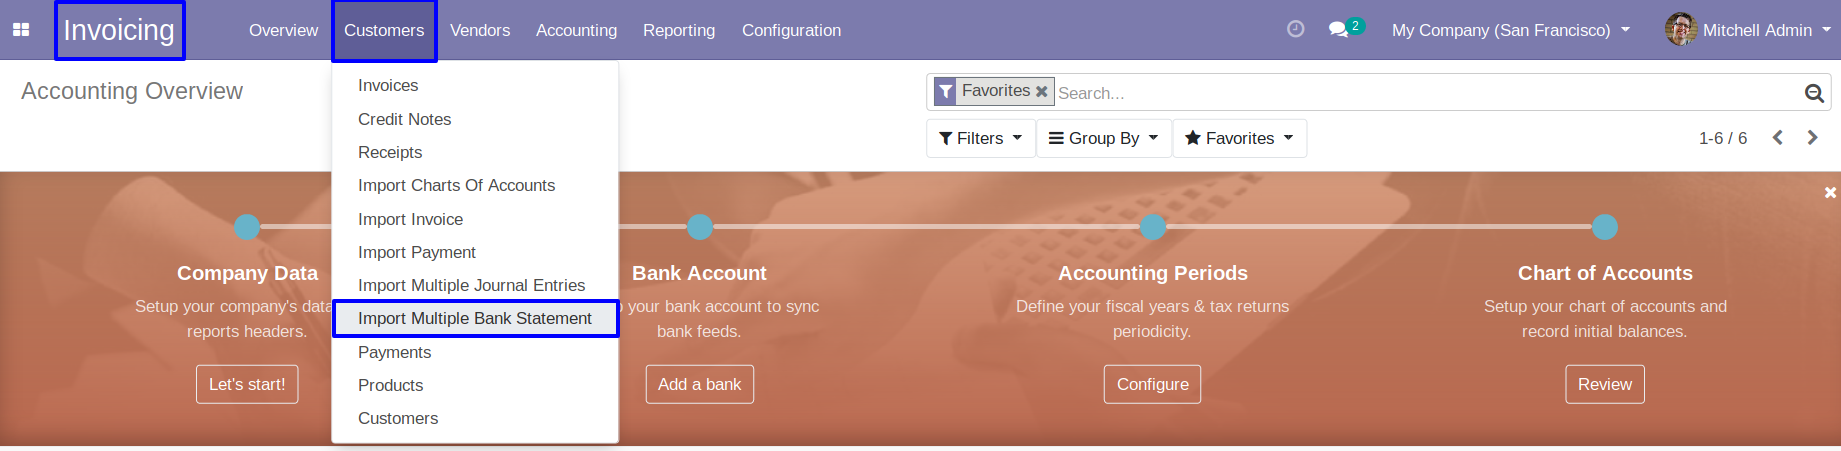 Invoicing Overview Customers Vendors Accounting Reporting Configuration 2 My Company (San Francisco) Mitchell Admin
Accounting Overview
Favorites Search...
Filters Group By Favorites 1-6 / 6
Invoices
Credit Notes
Receipts
Import Charts Of Accounts
Import Invoice
Import Payment
Import Multiple Journal Entries
Import Multiple Bank Statement
Payments
Products
Customers
Company Data
Setup your company's data
reports headers.
Let's start!
Bank Account
your bank account to sync
bank feeds.
Add a bank
Accounting Periods
Define your fiscal years & tax returns
periodicity.
Configure
Chart of Accounts
Setup your chart of accounts and
record initial balances.
Review